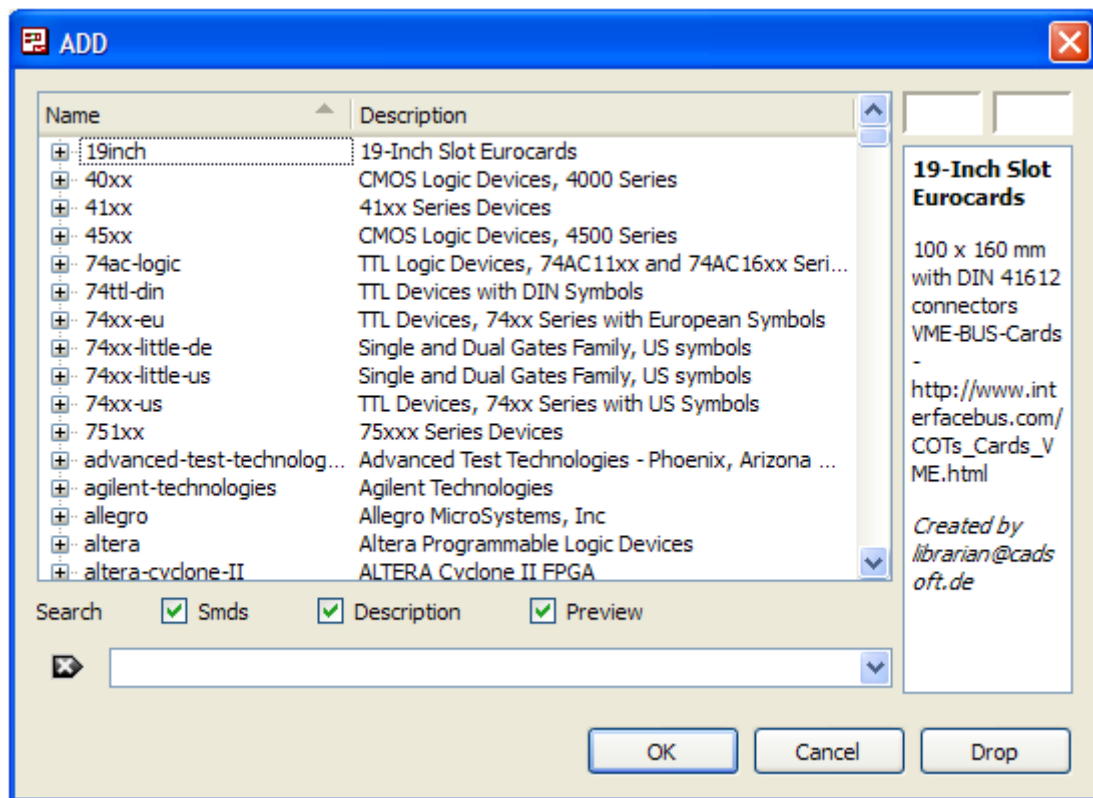 ADD
Name Description
19inch 19-Inch Slot Eurocards
40xx CMOS Logic Devices, 4000 Series
41xx 41xx Series Devices
45xx CMOS Logic Devices, 4500 Series
74ac-logic TTL Logic Devices, 74AC11xx and 74AC16xx Seri...
74ttl-din TTL Devices with DIN Symbols
74xx-eu TTL Devices, 74xx Series with European Symbols
74xx-little-de Single and Dual Gates Family, US symbols
74xx-little-us Single and Dual Gates Family, US symbols
74xx-us TTL Devices, 74xx Series with US Symbols
751xx 75xxx Series Devices
advanced-test-technolog... Advanced Test Technologies - Phoenix, Arizona ...
agilent-technologies Agilent Technologies
allegro Allegro MicroSystems, Inc
altera Altera Programmable Logic Devices
altera-cyclone-II ALTERA Cyclone II FPGA
19-Inch Slot
Eurocards
100 x 160 mm
with DIN 41612
connectors
VME-BUS-Cards
-
http://www.int
erfacebus.com/
COTs_Cards_V
ME.html
Created by
librarian@cads
oft.de
Search Smds Description Preview
OK Cancel Drop